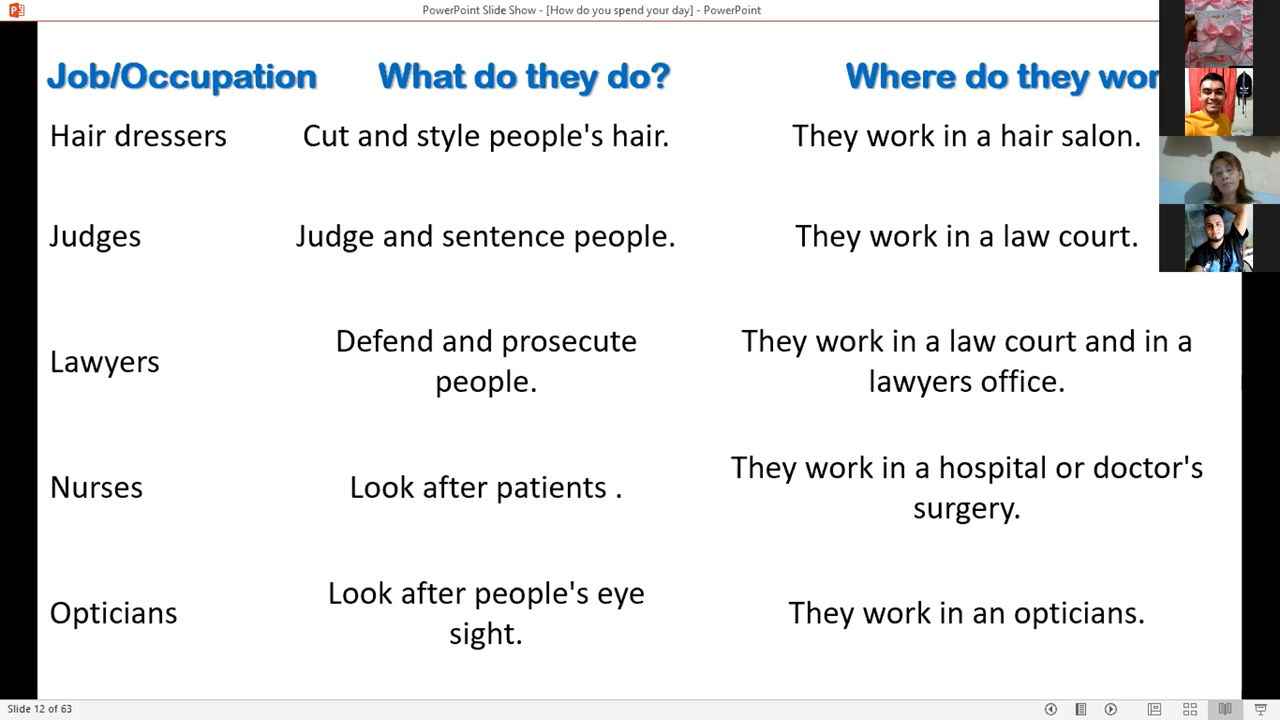 PowerPoint Slide Show - [How do you spend your day] - PowerPoint
Job/Occupation What do they do? Where do they wor
Hair dressers Cut and style people's hair. They work in a hair salon.
Judges Judge and sentence people. They work in a law court.
Lawyers Defend and prosecute people. They work in a law court and in a lawyers office.
Nurses Look after patients . They work in a hospital or doctor's surgery.
Opticians Look after people's eye sight. They work in an opticians.
Slide 12 of 63